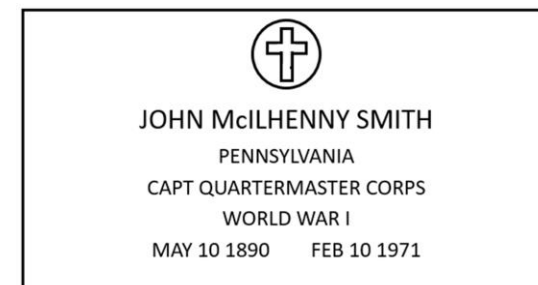 JOHN McILHENNY SMITH
PENNSYLVANIA
CAPT QUARTERMASTER CORPS
WORLD WAR I
MAY 10 1890 FEB 10 1971